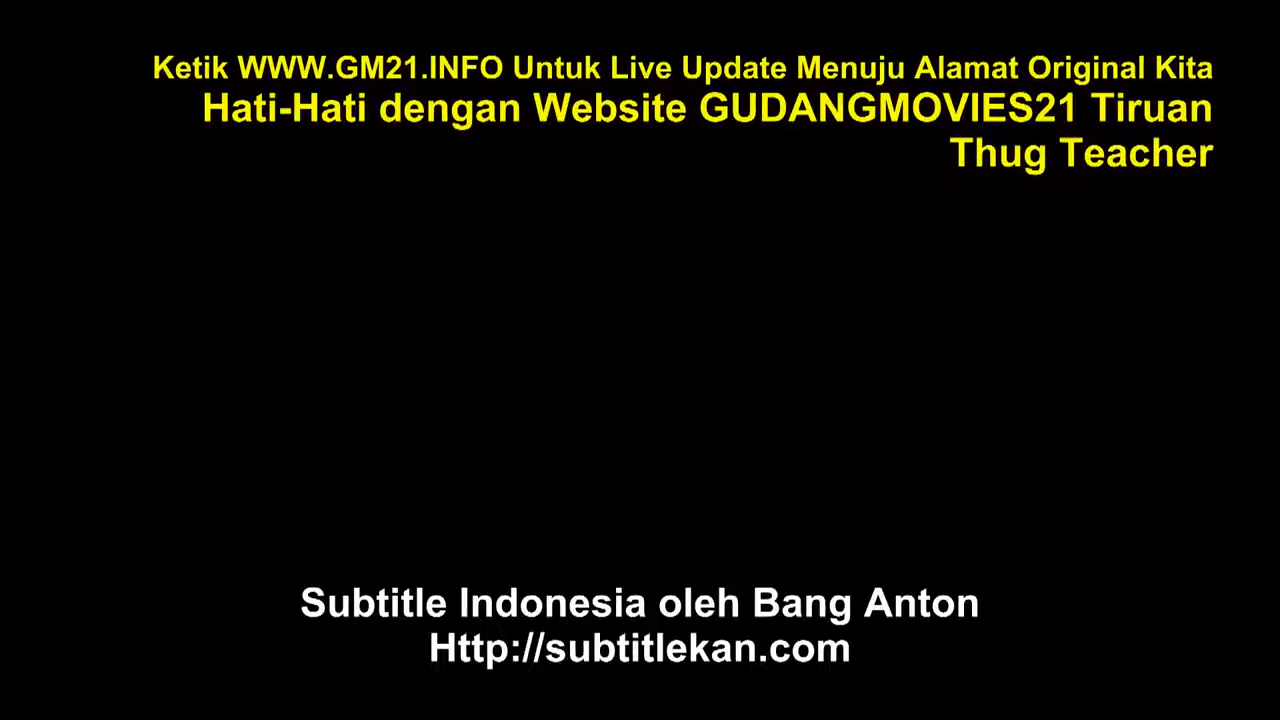 Ketik WWW.GM21.INFO Untuk Live Update Menuju Alamat Original Kita
Hati-Hati dengan Website GUDANGMOVIES21 Tiruan
Thug Teacher
Subtitle Indonesia oleh Bang Anton
Http://subtitlekan.com